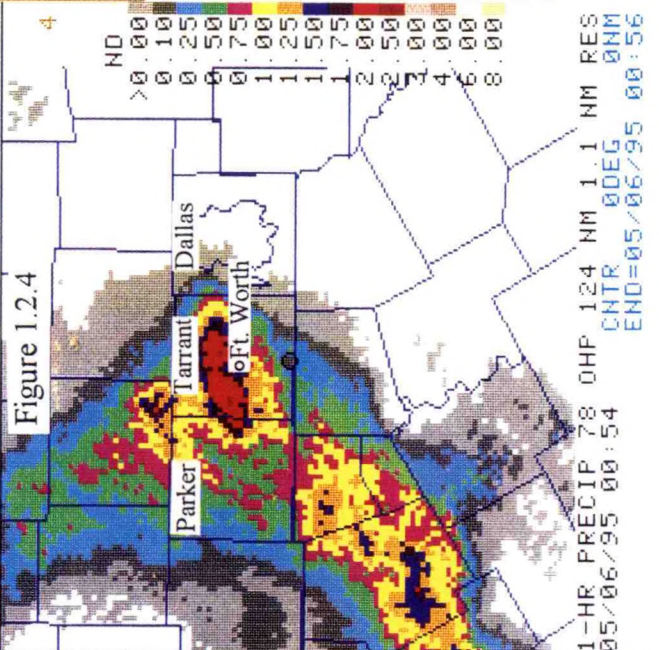 Figure 1.2.4
4
ND
>0.00
0.10
0.25
0.50
0.75
1.00
1.25
1.50
1.75
2.00
2.50
3.00
4.00
6.00
8.00
Parker
Tarrant
Dallas
Ft. Worth
1-HR PRECIP 78 OHP 124 NM 1.1 NM RES
05/06/95 00:54
CNTR 0DEG 0NM
END=05/06/95 00:56